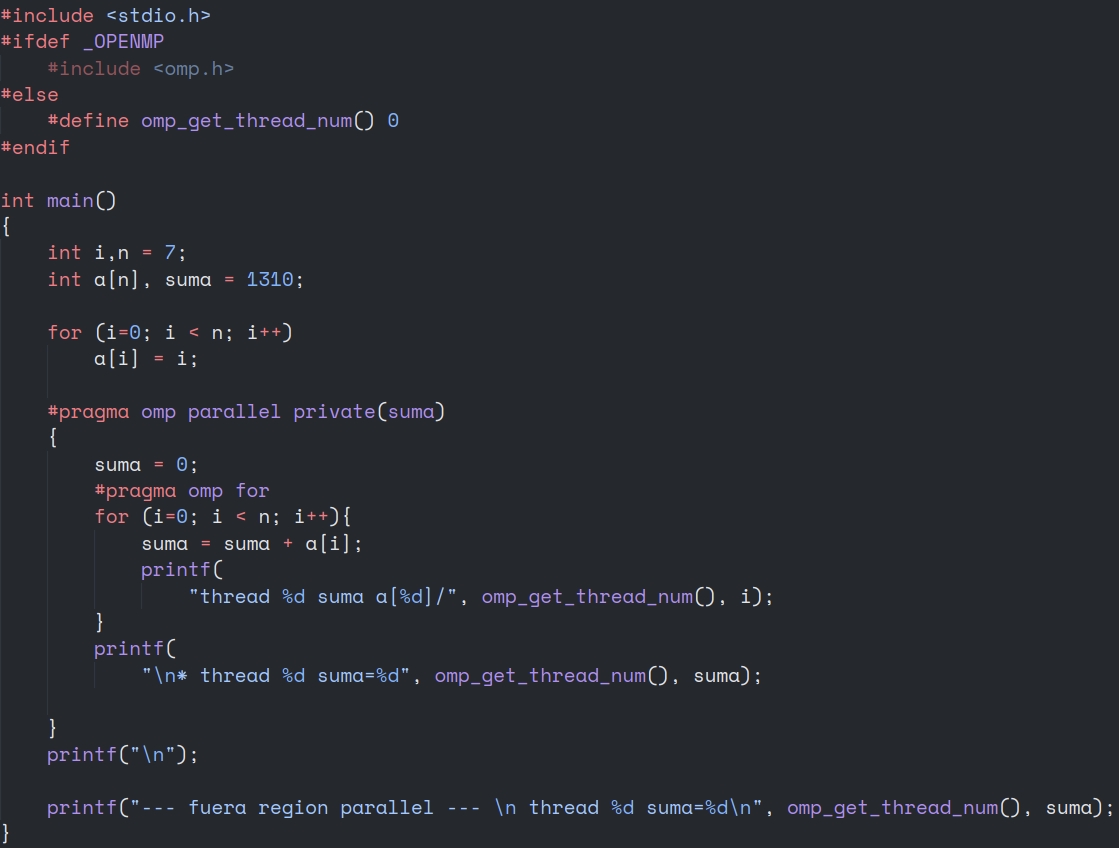 #include <stdio.h>
#ifdef _OPENMP
    #include <omp.h>
#else
    #define omp_get_thread_num() 0
#endif

int main()
{
    int i,n = 7;
    int a[n], suma = 1310;

    for (i=0; i < n; i++)
        a[i] = i;

    #pragma omp parallel private(suma)
    {
        suma = 0;
        #pragma omp for
        for (i=0; i < n; i++){
            suma = suma + a[i];
            printf(
                "thread %d suma a[%d]/", omp_get_thread_num(), i);
        }
        printf(
            "\n* thread %d suma=%d", omp_get_thread_num(), suma);

    }
    printf("\n");

    printf("--- fuera region parallel --- \n thread %d suma=%d\n", omp_get_thread_num(), suma);
}